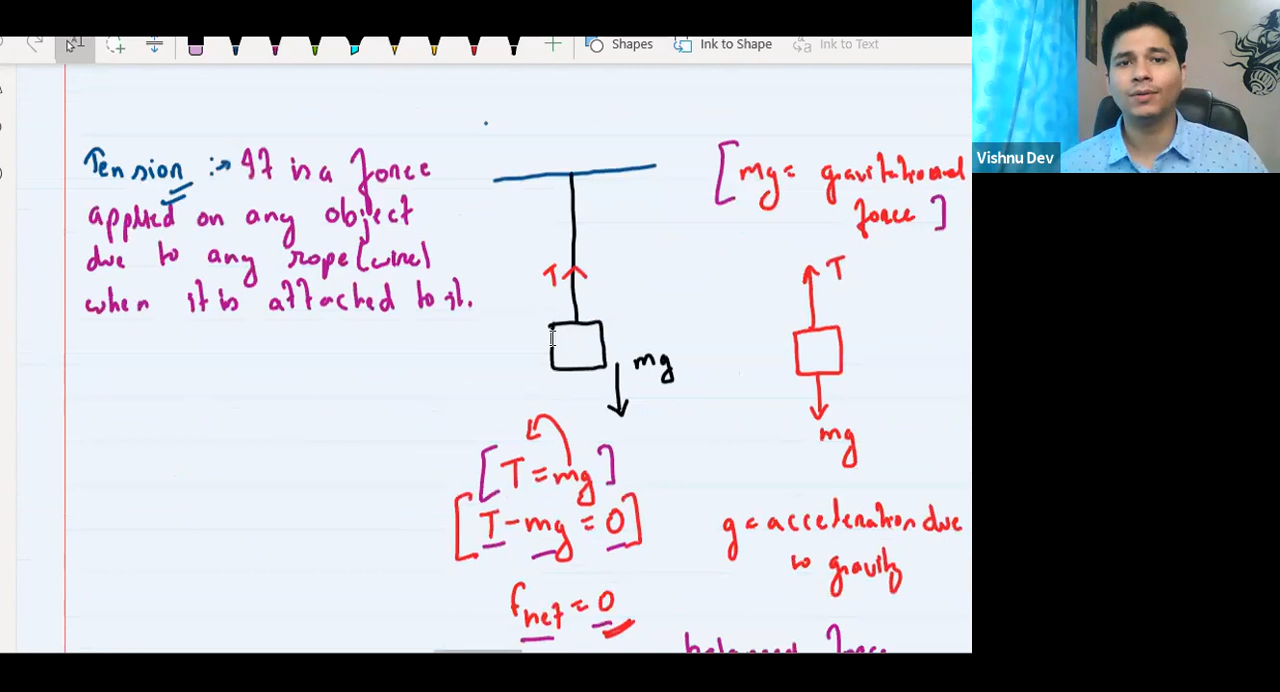 Shapes
Ink to Shape
Ink to Text
Vishnu Dev
Tension :→ It is a force
applied on any object
due to any rope (wire)
when it is attached to it.
T
mg
[T = mg]
[T - mg = 0]
fnet = 0
[mg = gravitational
force]
T
mg
g = acceleration due
to gravity
balanced force